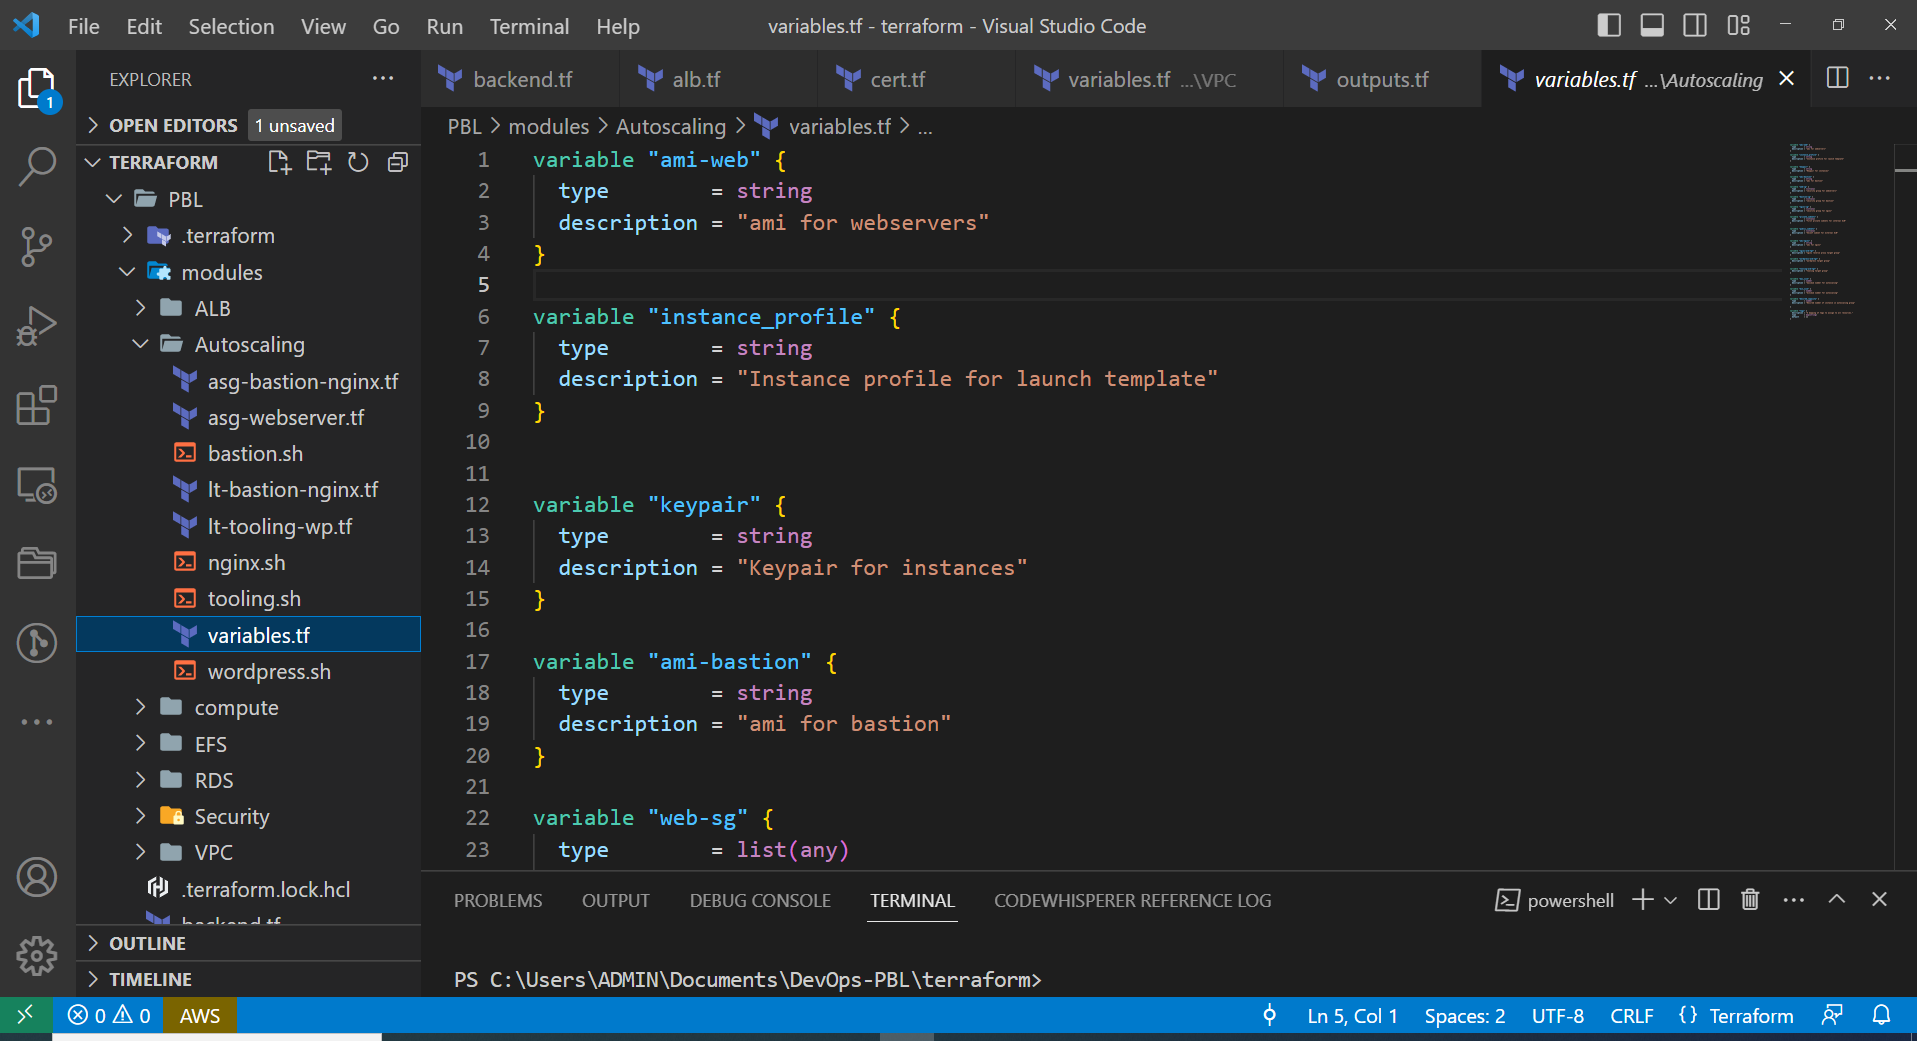 File Edit Selection View Go Run Terminal Help
variables.tf - terraform - Visual Studio Code
1
EXPLORER
OPEN EDITORS 1 unsaved
TERRAFORM
PBL
.terraform
modules
ALB
Autoscaling
asg-bastion-nginx.tf
asg-webserver.tf
bastion.sh
lt-bastion-nginx.tf
lt-tooling-wp.tf
nginx.sh
tooling.sh
variables.tf
wordpress.sh
compute
EFS
RDS
Security
VPC
.terraform.lock.hcl
backend.tf
OUTLINE
TIMELINE
backend.tf alb.tf cert.tf variables.tf ...\VPC outputs.tf variables.tf ...\Autoscaling
PBL > modules > Autoscaling > variables.tf > ...
1 variable "ami-web" {
2   type        = string
3   description = "ami for webservers"
4 }
5
6 variable "instance_profile" {
7   type        = string
8   description = "Instance profile for launch template"
9 }
10
11
12 variable "keypair" {
13   type        = string
14   description = "Keypair for instances"
15 }
16
17 variable "ami-bastion" {
18   type        = string
19   description = "ami for bastion"
20 }
21
22 variable "web-sg" {
23   type        = list(any)
PROBLEMS OUTPUT DEBUG CONSOLE TERMINAL CODEWHISPERER REFERENCE LOG
powershell
PS C:\Users\ADMIN\Documents\DevOps-PBL\terraform>
0 0 AWS
Ln 5, Col 1 Spaces: 2 UTF-8 CRLF {} Terraform